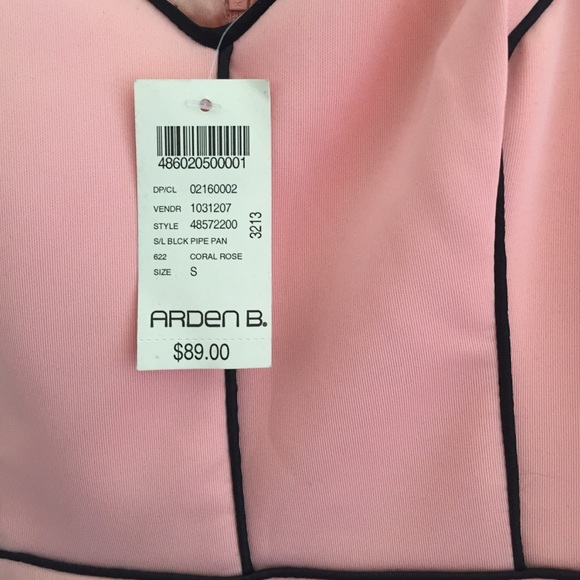 486020500001
DP/CL 02160002
VENDR 1031207
STYLE 48572200
S/L BLCK PIPE PAN
622 CORAL ROSE
SIZE S
3213
ARDEN B.
$89.00